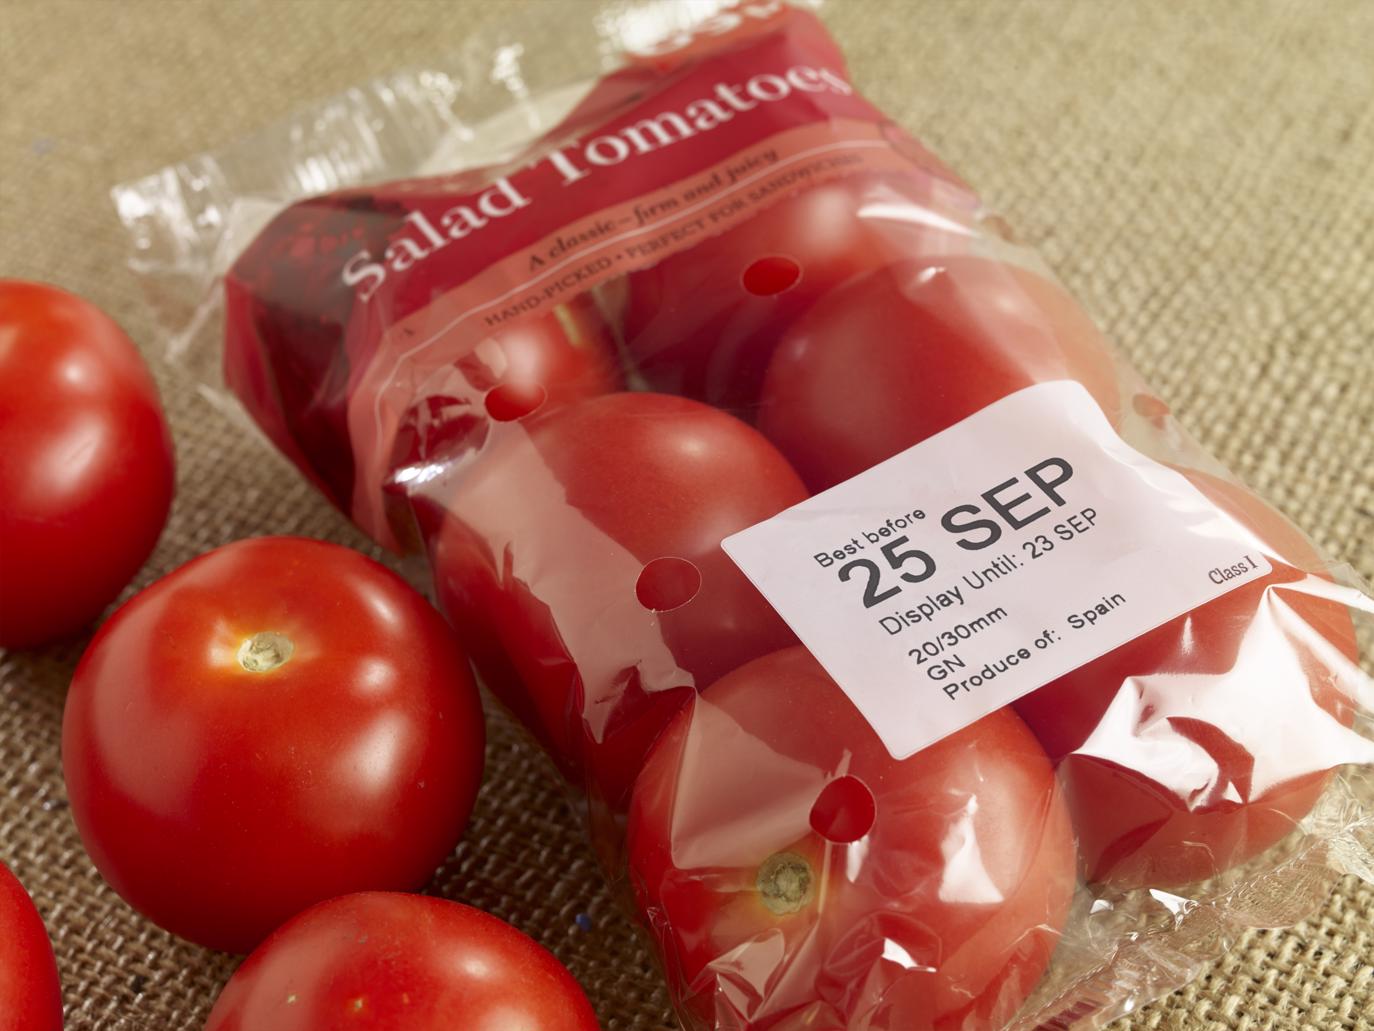 Salad Tomatoes
A classic – firm and juicy
HAND-PICKED • PERFECT FOR SANDWICHES
Best before
25 SEP
Display Until: 23 SEP
20/30mm
GN
Produce of: Spain
Class I